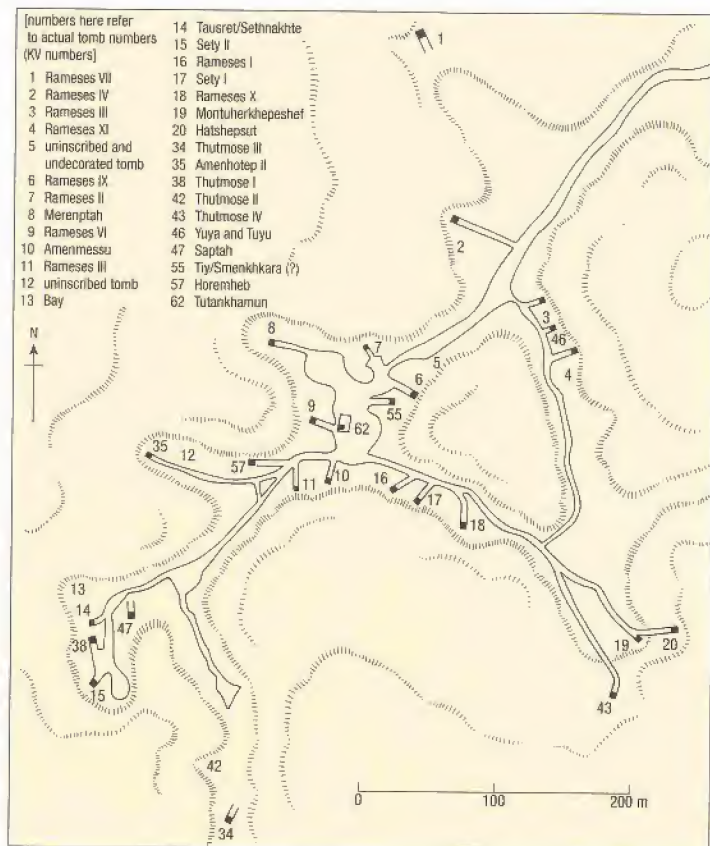 [numbers here refer
to actual tomb numbers
(KV numbers]
1 Rameses VII
2 Rameses IV
3 Rameses III
4 Rameses XI
5 uninscribed and
undecorated tomb
6 Rameses IX
7 Rameses II
8 Merenptah
9 Rameses VI
10 Amenmessu
11 Rameses III
12 uninscribed tomb
13 Bay
14 Tausret/Sethnakhte
15 Sety II
16 Rameses I
17 Sety I
18 Rameses X
19 Montuherkhepeshef
20 Hatshepsut
34 Thutmose III
35 Amenhotep II
38 Thutmose I
42 Thutmose II
43 Thutmose IV
46 Yuya and Tuyu
47 Saptah
55 Tiy/Smenkhkara (?)
57 Horemheb
62 Tutankhamun
1
2
N
3
46
4
8
7
5
6
55
9
62
35
12
57
11
10
16
17
18
13
14
47
38
15
19
20
43
42
34
0 100 200 m